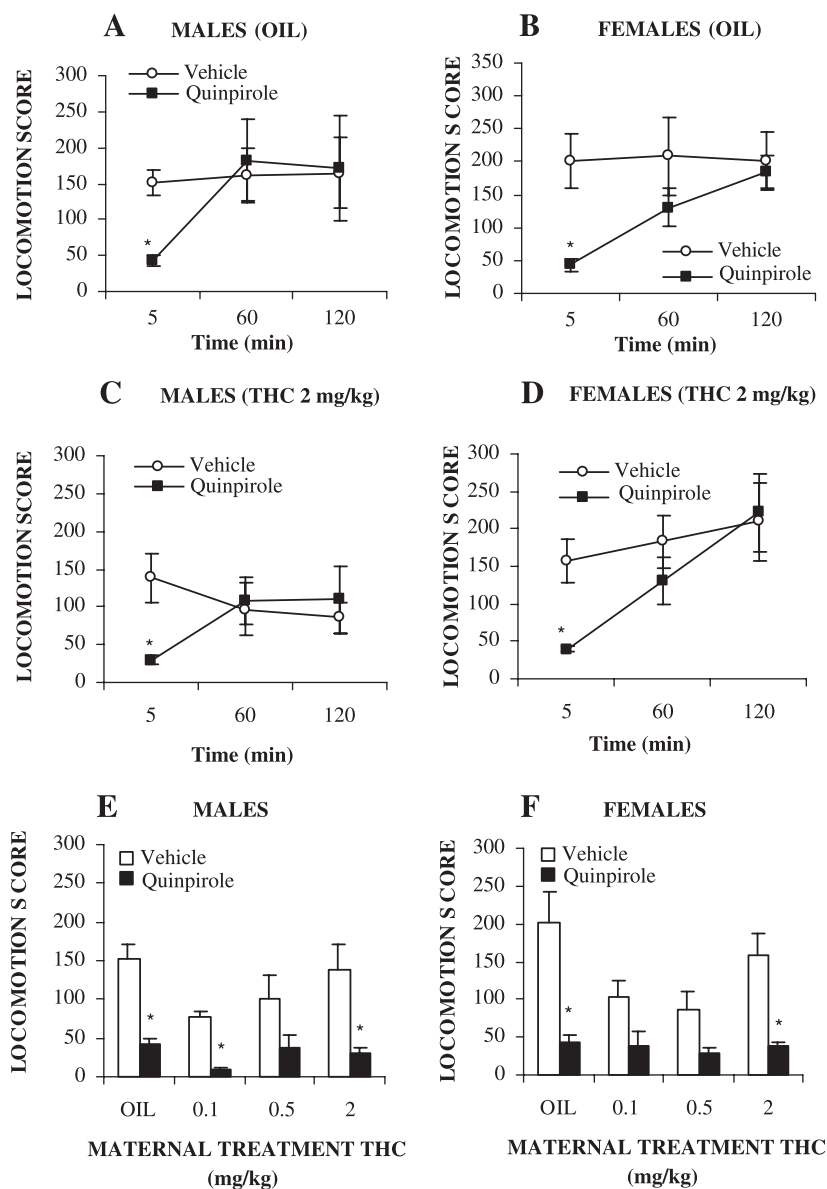 A MALES (OIL)
LOCOMOTION SCORE
300
250
200
150
100
50
0
Vehicle
Quinpirole
*
5 60 120
Time (min)
B FEMALES (OIL)
LOCOMOTION S CORE
350
300
250
200
150
100
50
0
*
Vehicle
Quinpirole
5 60 120
Time (min)
C MALES (THC 2 mg/kg)
LOCOMOTION SCORE
300
250
200
150
100
50
0
Vehicle
Quinpirole
*
5 60 120
Time (min)
D FEMALES (THC 2 mg/kg)
LOCOMOTION S CORE
300
250
200
150
100
50
0
Vehicle
Quinpirole
*
5 60 120
Time (min)
E MALES
LOCOMOTION S CORE
300
250
200
150
100
50
0
Vehicle
Quinpirole
* * *
OIL 0.1 0.5 2
MATERNAL TREATMENT THC
(mg/kg)
F FEMALES
LOCOMOTION S CORE
300
250
200
150
100
50
0
Vehicle
Quinpirole
* *
OIL 0.1 0.5 2
MATERNAL TREATMENT THC
(mg/kg)